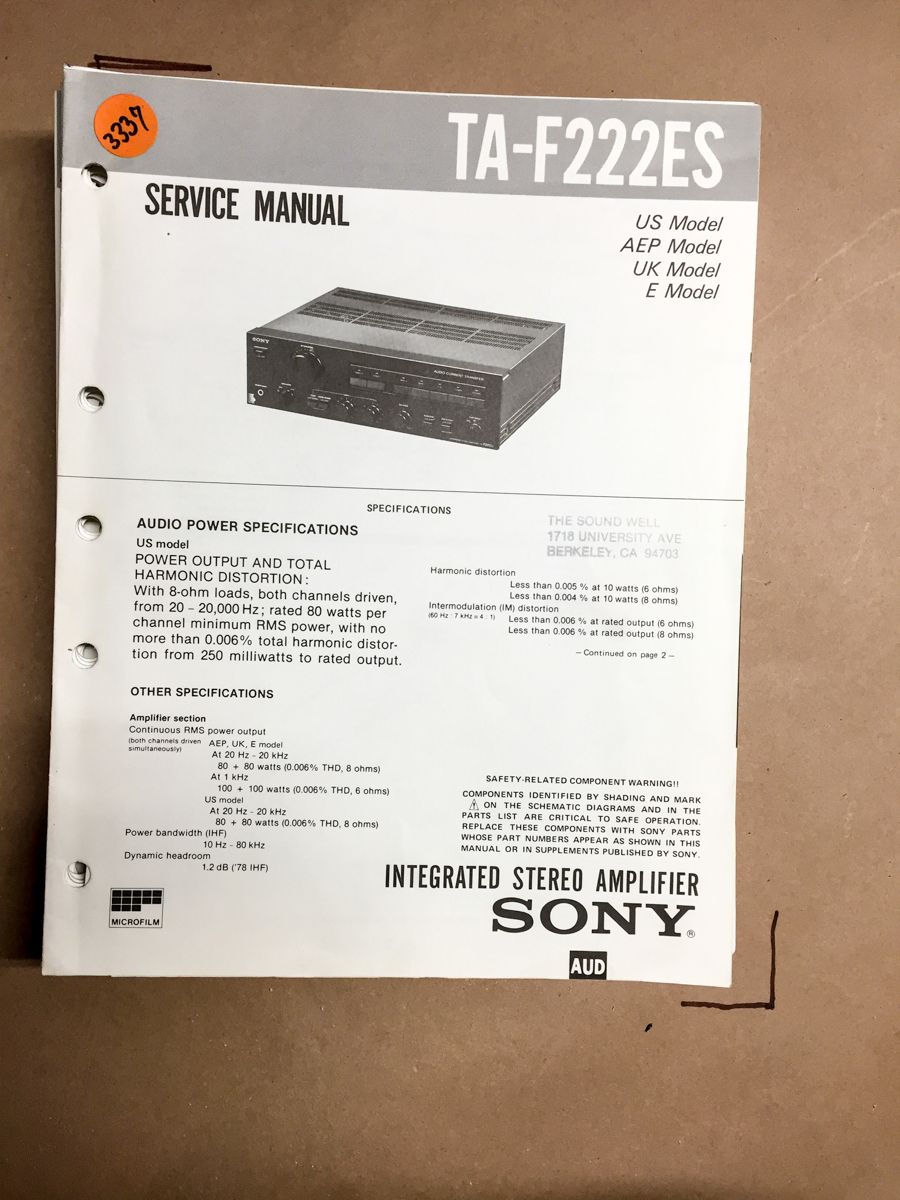 3337
TA-F222ES
SERVICE MANUAL
US Model
AEP Model
UK Model
E Model
SONY
AUDIO CURRENT TRANSFER
SPECIFICATIONS
AUDIO POWER SPECIFICATIONS
US model
POWER OUTPUT AND TOTAL
HARMONIC DISTORTION:
With 8-ohm loads, both channels driven,
from 20 – 20,000 Hz; rated 80 watts per
channel minimum RMS power, with no
more than 0.006% total harmonic distor-
tion from 250 milliwatts to rated output.
THE SOUND WELL
1718 UNIVERSITY AVE
BERKELEY, CA 94703
Harmonic distortion
Less than 0.005 % at 10 watts (6 ohms)
Less than 0.004 % at 10 watts (8 ohms)
Intermodulation (IM) distortion
(60 Hz : 7 kHz = 4 : 1) Less than 0.006 % at rated output (6 ohms)
Less than 0.006 % at rated output (8 ohms)
– Continued on page 2 –
OTHER SPECIFICATIONS
Amplifier section
Continuous RMS power output
(both channels driven
simultaneously)
AEP, UK, E model
At 20 Hz – 20 kHz
80 + 80 watts (0.006% THD, 8 ohms)
At 1 kHz
100 + 100 watts (0.006% THD, 6 ohms)
US model
At 20 Hz – 20 kHz
80 + 80 watts (0.006% THD, 8 ohms)
Power bandwidth (IHF)
10 Hz – 80 kHz
Dynamic headroom
1.2 dB ('78 IHF)
SAFETY-RELATED COMPONENT WARNING!!
COMPONENTS IDENTIFIED BY SHADING AND MARK
⚠ ON THE SCHEMATIC DIAGRAMS AND IN THE
PARTS LIST ARE CRITICAL TO SAFE OPERATION.
REPLACE THESE COMPONENTS WITH SONY PARTS
WHOSE PART NUMBERS APPEAR AS SHOWN IN THIS
MANUAL OR IN SUPPLEMENTS PUBLISHED BY SONY.
MICROFILM
INTEGRATED STEREO AMPLIFIER
SONY®
AUD